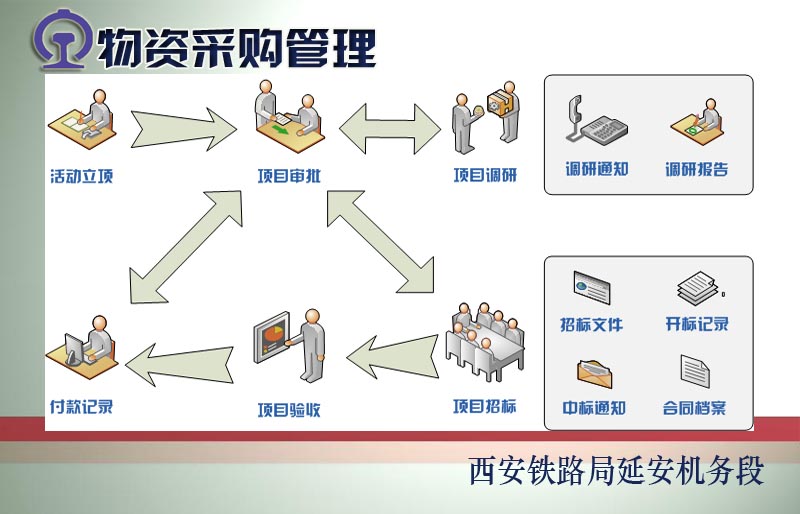 物资采购管理
活动立项
项目审批
项目调研
调研通知
调研报告
付款记录
项目验收
项目招标
招标文件
开标记录
中标通知
合同档案
西安铁路局延安机务段